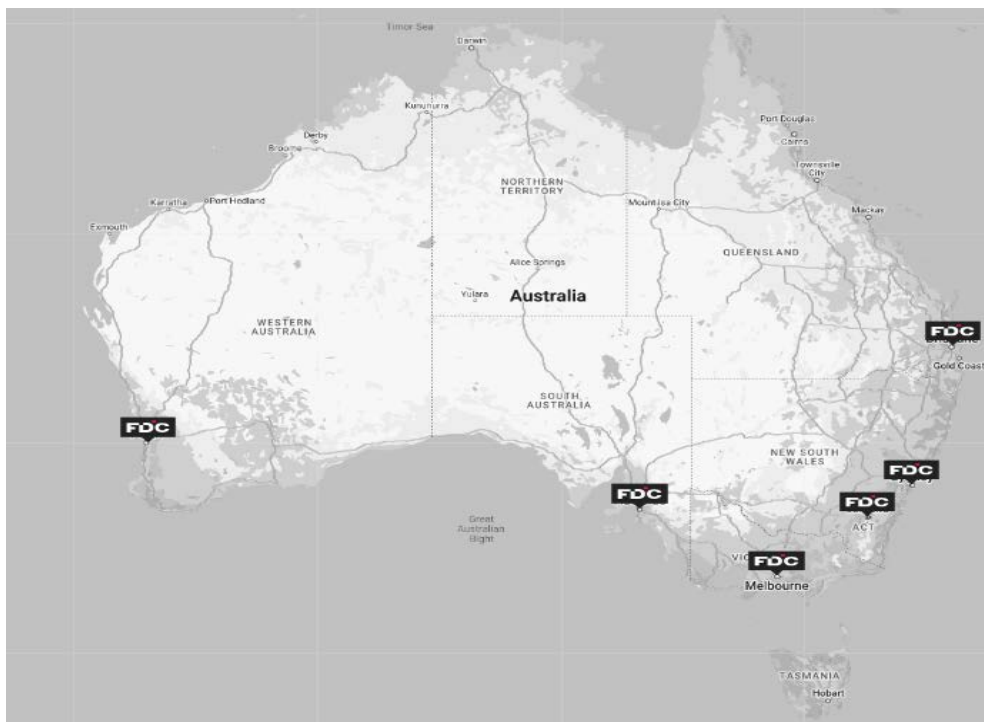 Timor Sea
Darwin
Kununurra
Derby
Broome
Port Douglas
Cairns
Townsville
City
NORTHERN
TERRITORY
Karratha
Port Hedland
Mount Isa City
Mackay
Exmouth
QUEENSLAND
Alice Springs
Yulara
Australia
WESTERN
AUSTRALIA
FDC
Gold Coast
SOUTH
AUSTRALIA
FDC
NEW SOUTH
WALES
FDC
FDC
FDC
ACT
Great
Australian
Bight
FDC
Melbourne
TASMANIA
Hobart